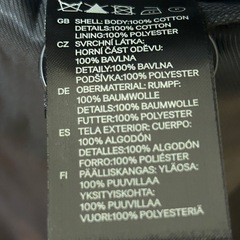 GB SHELL: BODY:100% COTTON
DETAILS:100% COTTON
LINING:100% POLYESTER
CZ SVRCHNÍ LÁTKA:
HORNÍ ČÁST ODĚVU:
100% BAVLNA
DETAILY:100% BAVLNA
PODŠÍVKA:100% POLYESTER
DE OBERMATERIAL: RUMPF:
100% BAUMWOLLE
DETAILS: 100% BAUMWOLLE
FUTTER:100% POLYESTER
ES TELA EXTERIOR: CUERPO:
100% ALGODÓN
DETALLES: 100% ALGODÓN
FORRO:100% POLIÉSTER
FI PÄÄLLISKANGAS: YLÄOSA:
100% PUUVILLAA
YKSITYISKOHTA:
100% PUUVILLAA
VUORI:100% POLYESTERIÄ